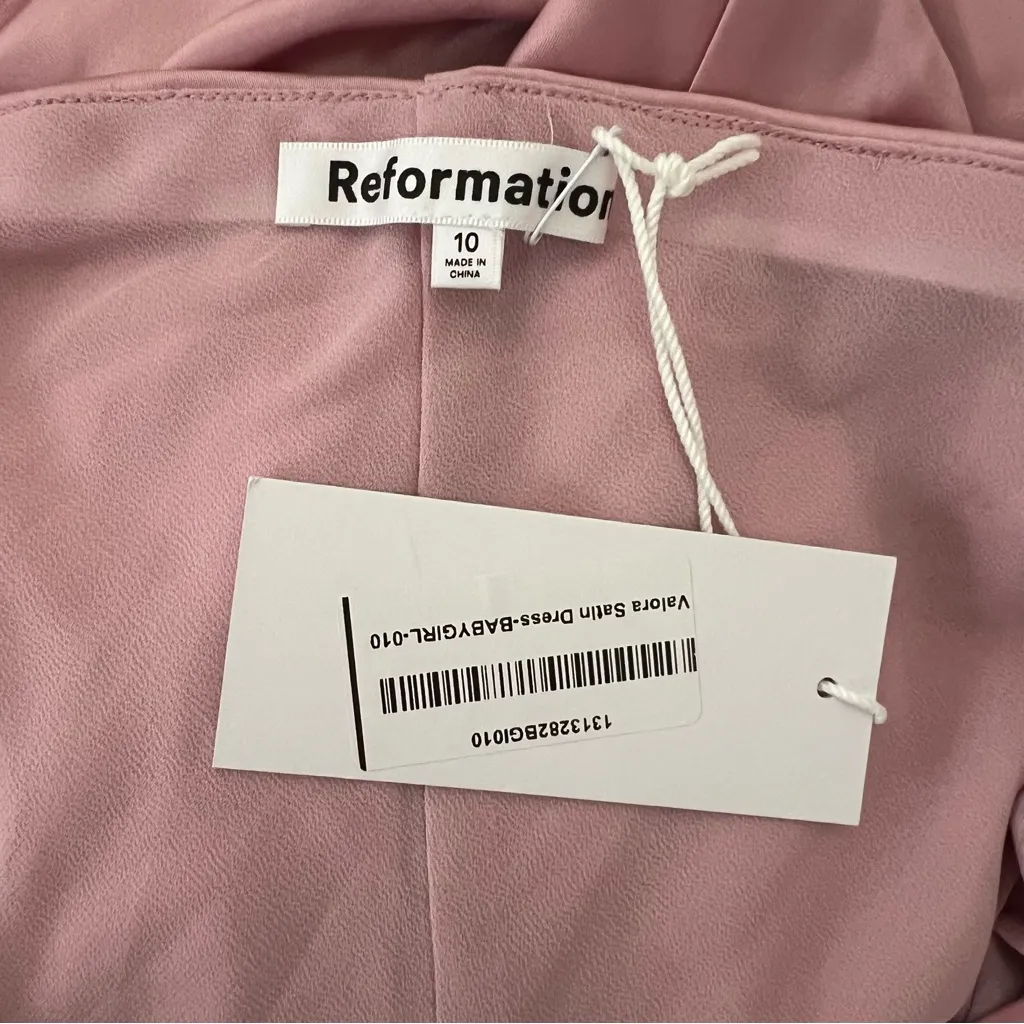 Reformation
10
MADE IN
CHINA
Valora Satin Dress-BABYGIRL-010
1313282BGI010